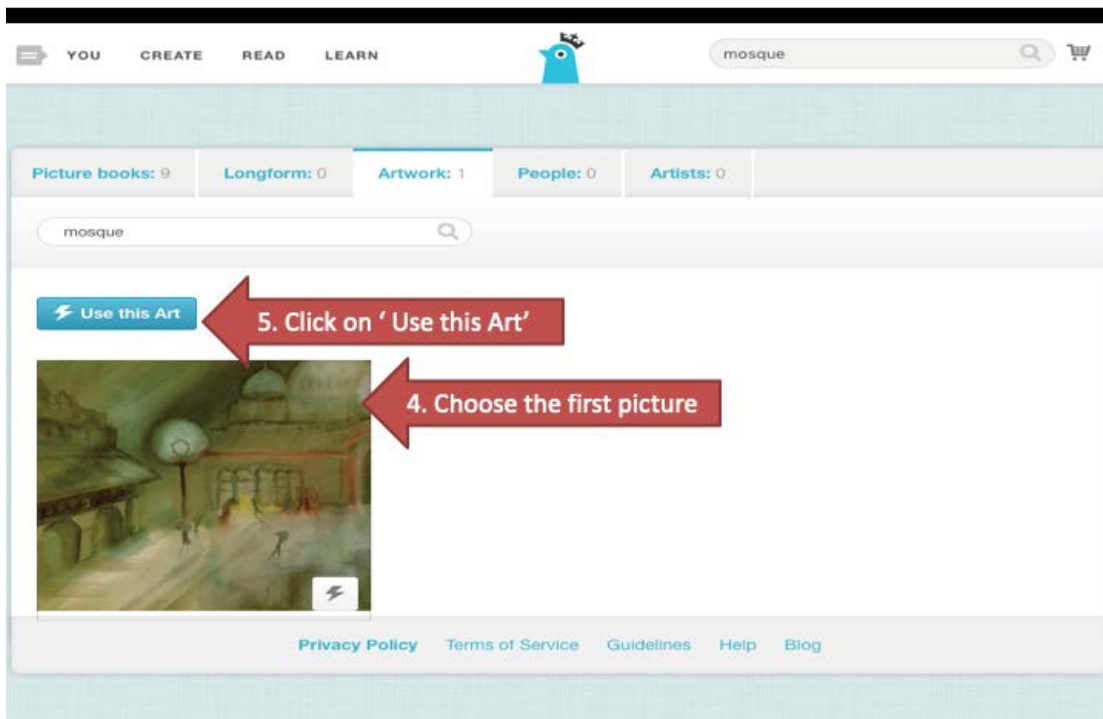 YOU CREATE READ LEARN mosque
Picture books: 9 Longform: 0 Artwork: 1 People: 0 Artists: 0
mosque
Use this Art
5. Click on ‘ Use this Art’
4. Choose the first picture
Privacy Policy Terms of Service Guidelines Help Blog